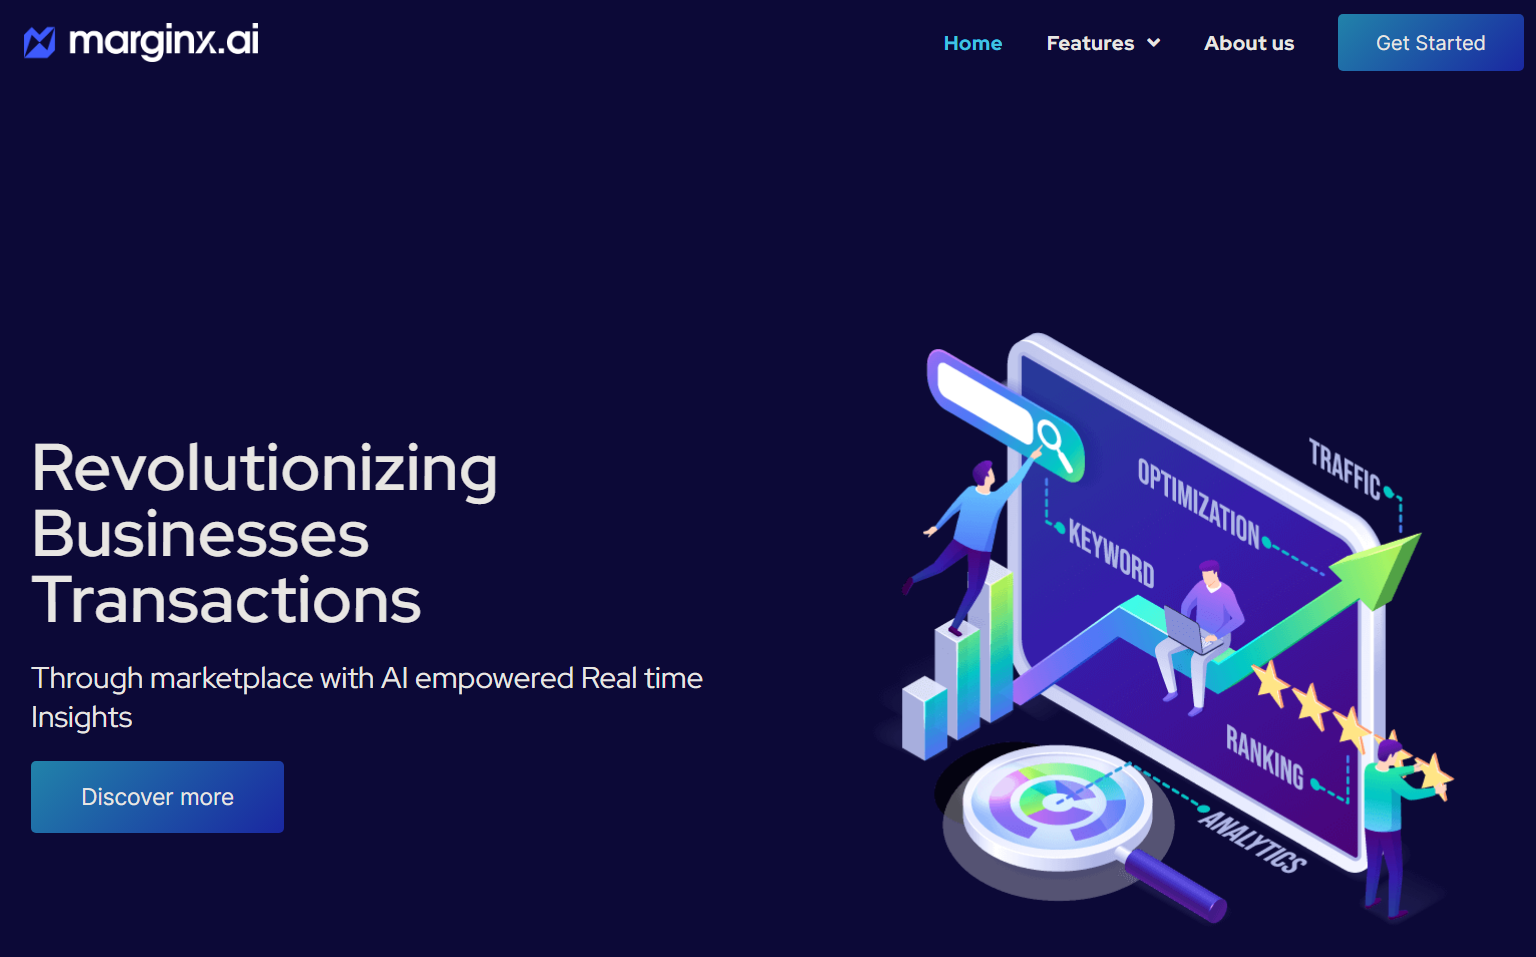 marginx.ai
Home Features About us Get Started
Revolutionizing
Businesses
Transactions
Through marketplace with AI empowered Real time
Insights
Discover more
TRAFFIC
OPTIMIZATION
KEYWORD
RANKING
ANALYTICS